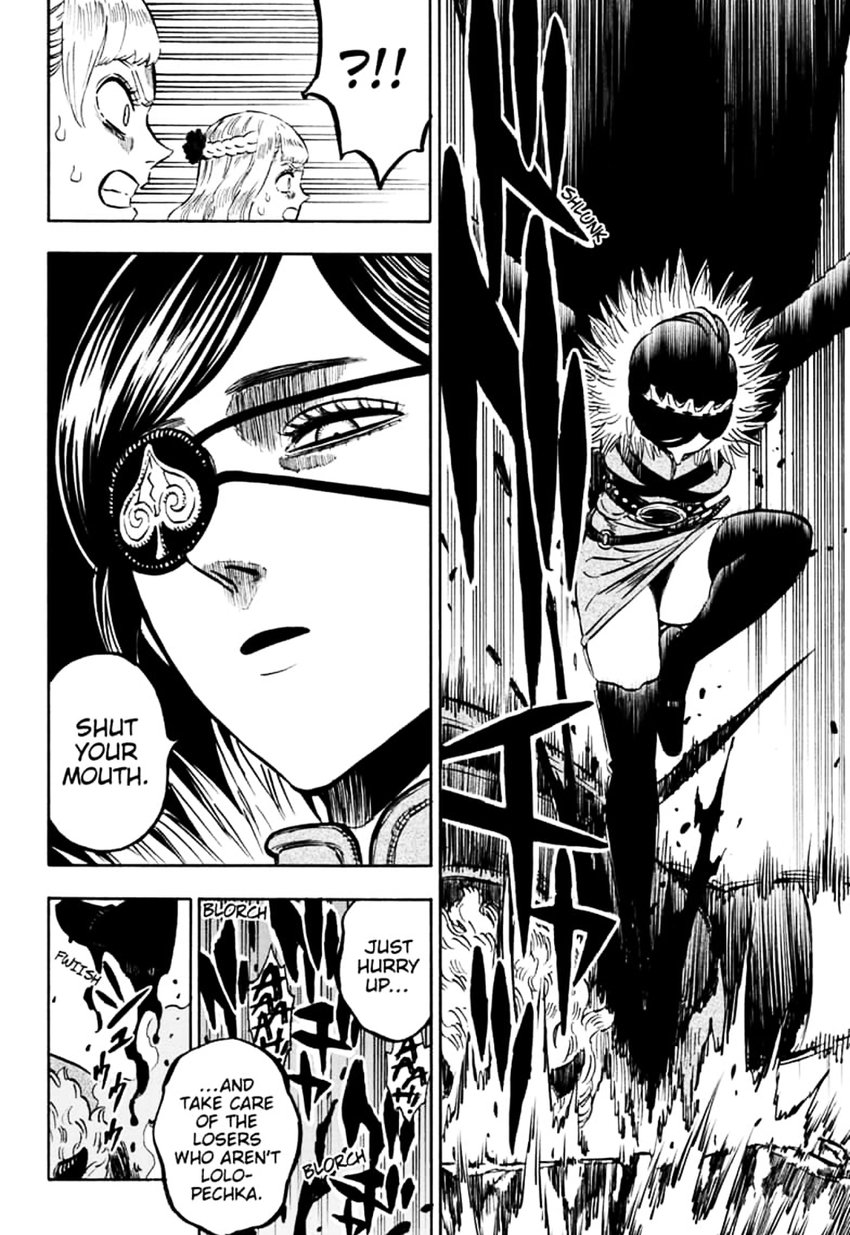 SHLUNK
?!!
SHUT
YOUR
MOUTH.
JUST
HURRY
UP...
BLORCH
BLORCH
...AND
TAKE CARE
OF THE
LOSERS
WHO AREN'T
LOLO-
PECHKA.
FWIISH